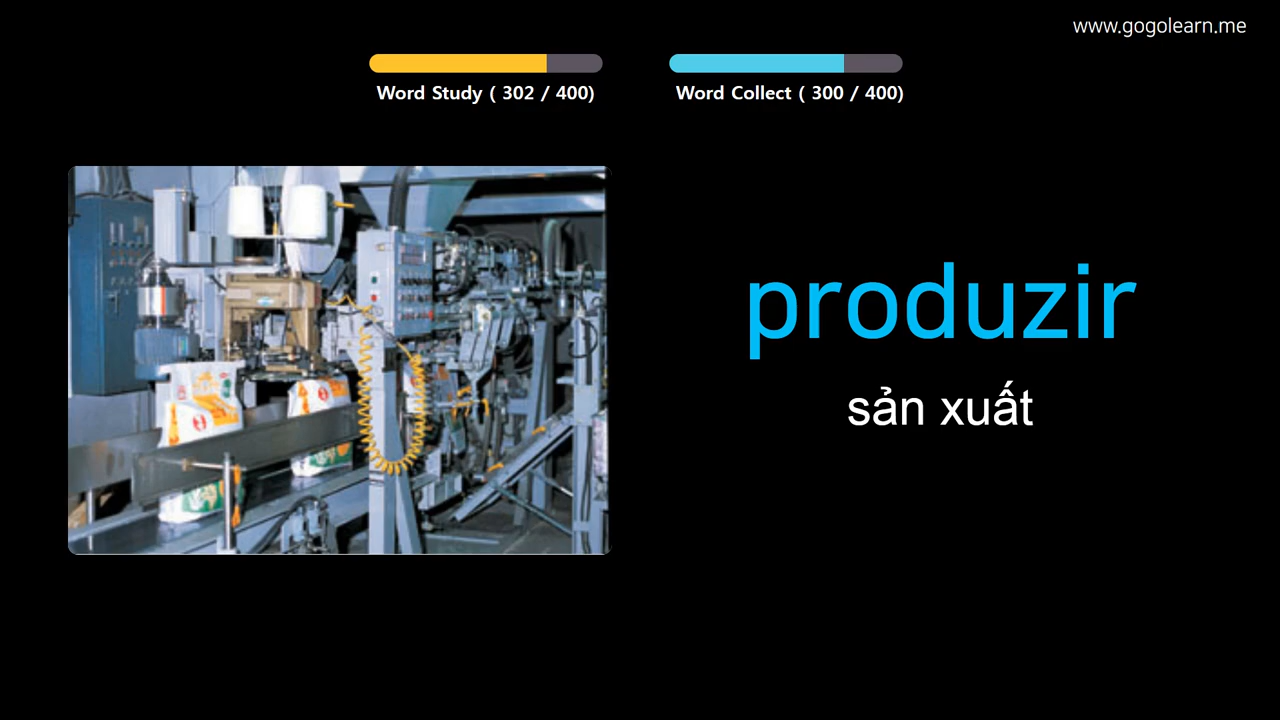 www.gogolearn.me
Word Study ( 302 / 400)
Word Collect ( 300 / 400)
produzir
sản xuất